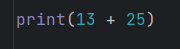 print(13 + 25)